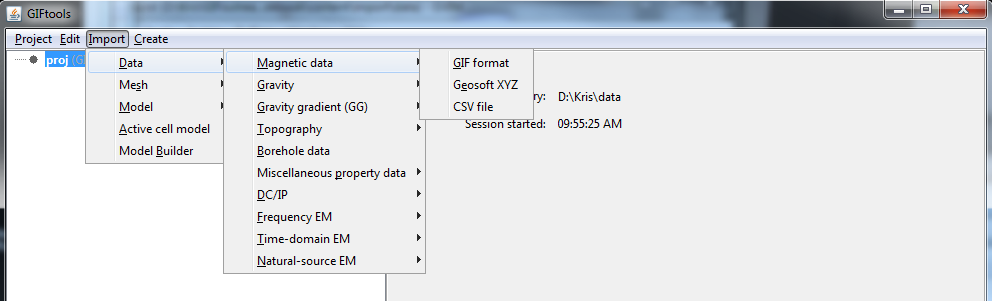 GIFtools
Project Edit Import Create
proj (G
Data
Mesh
Model
Active cell model
Model Builder
Magnetic data
Gravity
Gravity gradient (GG)
Topography
Borehole data
Miscellaneous property data
DC/IP
Frequency EM
Time-domain EM
Natural-source EM
GIF format
Geosoft XYZ
CSV file
ry: D:\Kris\data
Session started: 09:55:25 AM